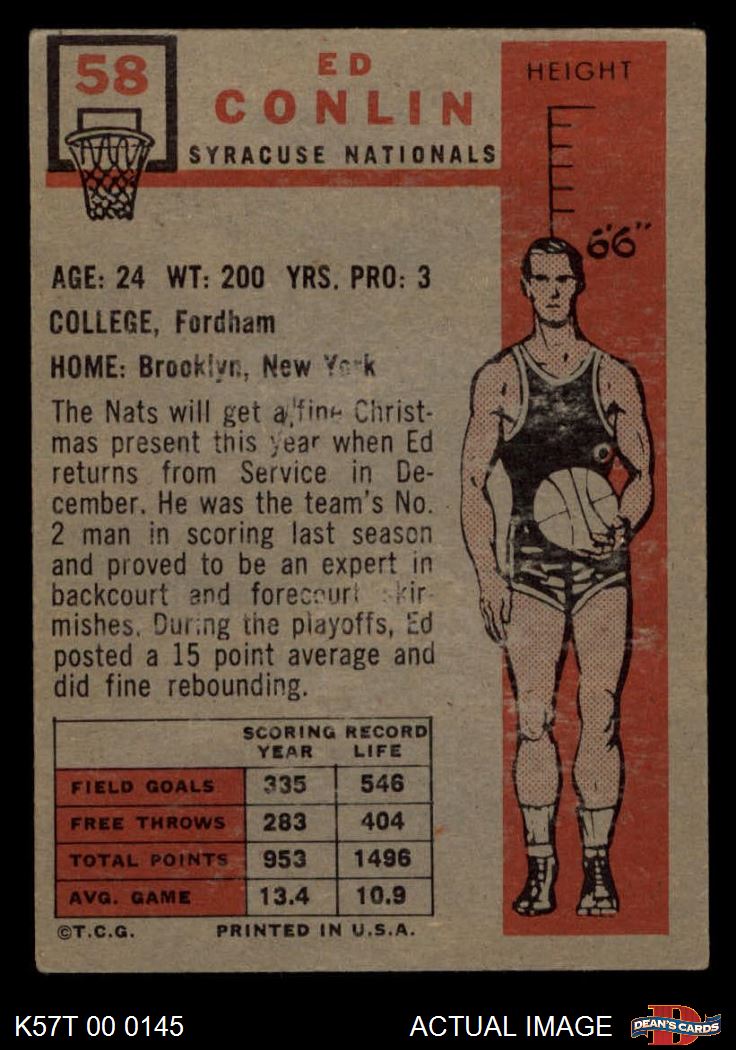 58
ED
CONLIN
SYRACUSE NATIONALS
HEIGHT
6'6"
AGE: 24 WT: 200 YRS. PRO: 3
COLLEGE, Fordham
HOME: Brooklyn, New York
The Nats will get a fine Christ-
mas present this year when Ed
returns from Service in De-
cember. He was the team's No.
2 man in scoring last season
and proved to be an expert in
backcourt and forecourt skir-
mishes. During the playoffs, Ed
posted a 15 point average and
did fine rebounding.
SCORING RECORD
YEAR LIFE
FIELD GOALS 335 546
FREE THROWS 283 404
TOTAL POINTS 953 1496
AVG. GAME 13.4 10.9
©T.C.G. PRINTED IN U.S.A.
K57T 00 0145 ACTUAL IMAGE
DEAN'S CARDS